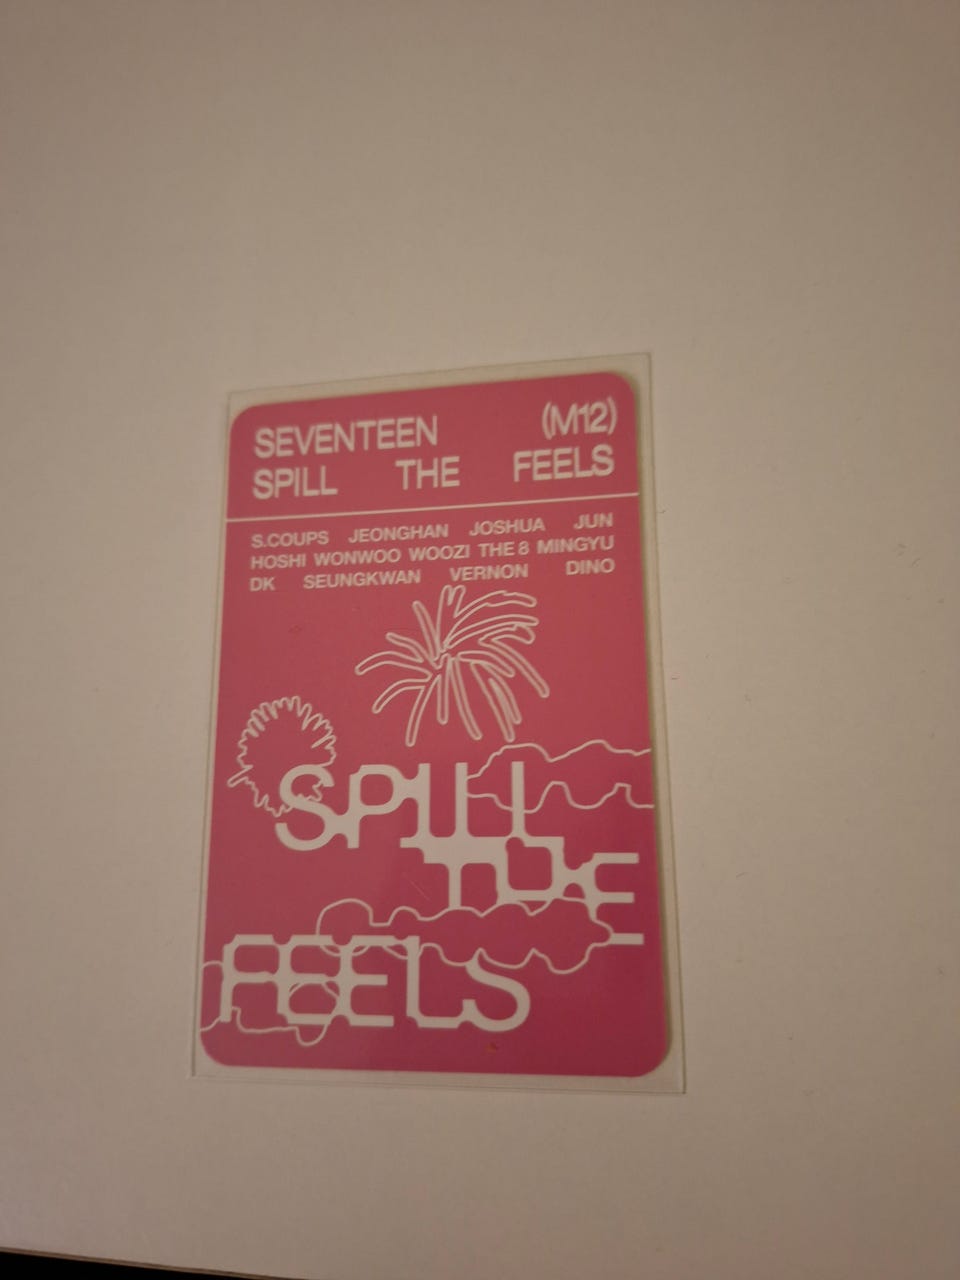 SEVENTEEN (M12)
SPILL THE FEELS
S.COUPS JEONGHAN JOSHUA JUN
HOSHI WONWOO WOOZI THE 8 MINGYU
DK SEUNGKWAN VERNON DINO
SPILL
THE
FEELS